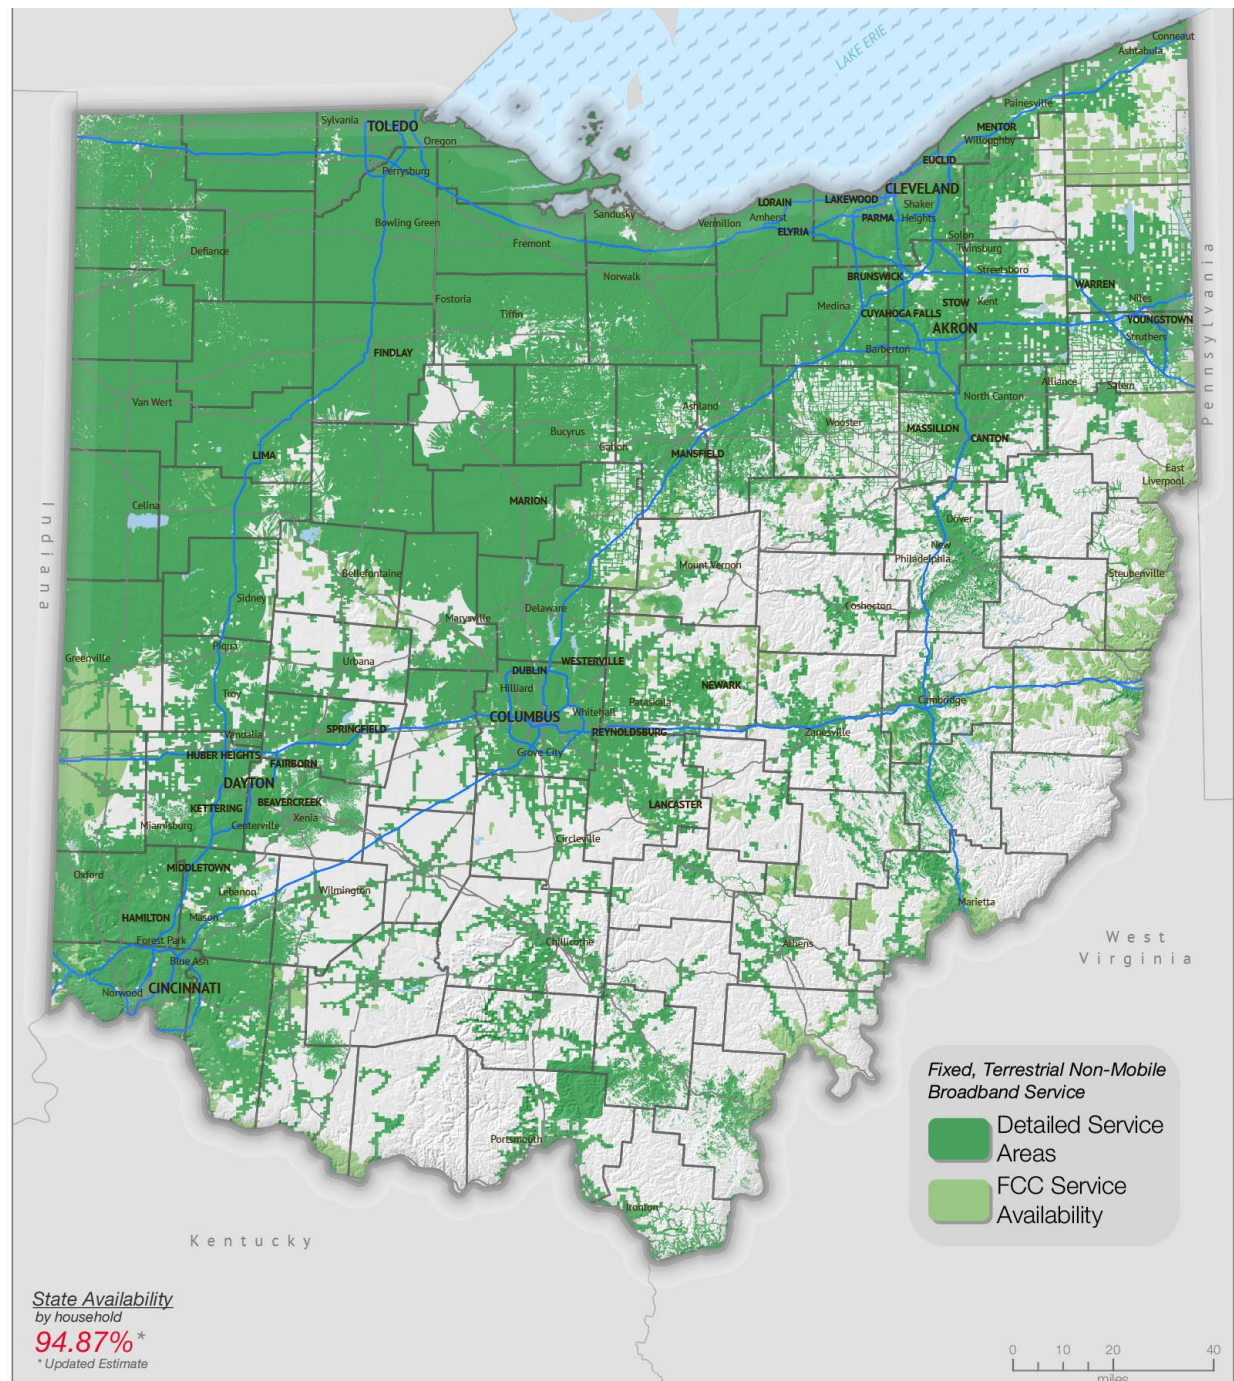 LAKE ERIE
Conneaut
Ashtabula
Painesville
MENTOR
Willoughby
EUCLID
CLEVELAND
Sylvania
TOLEDO
Oregon
Perrysburg
LORAIN
LAKEWOOD
Shaker
Heights
Amherst
PARMA
Sandusky
Vermilion
ELYRIA
Bowling Green
Solon
Twinsburg
Fremont
Defiance
Streetsboro
Norwalk
BRUNSWICK
WARREN
Niles
Fostoria
Medina
STOW
Kent
Tiffin
CUYAHOGA FALLS
YOUNGSTOWN
AKRON
Struthers
FINDLAY
Barberton
Pennsylvania
Alliance
Salem
Van Wert
North Canton
Ashland
Wooster
Bucyrus
MASSILLON
CANTON
Galion
MANSFIELD
LIMA
East
Liverpool
Celina
MARION
Dover
Indiana
New
Philadelphia
Mount Vernon
Bellefontaine
Steubenville
Sidney
Delaware
Coshocton
Marysville
Piqua
Greenville
Urbana
WESTERVILLE
DUBLIN
Hilliard
NEWARK
Troy
Pataskala
Cambridge
Whitehall
COLUMBUS
SPRINGFIELD
REYNOLDSBURG
Zanesville
Vandalia
HUBER HEIGHTS
Grove City
FAIRBORN
DAYTON
BEAVERCREEK
KETTERING
LANCASTER
Xenia
Miamisburg
Centerville
Circleville
MIDDLETOWN
Oxford
Lebanon
Wilmington
Marietta
HAMILTON
Mason
Forest Park
Chillicothe
Athens
West
Virginia
Blue Ash
CINCINNATI
Norwood
Portsmouth
Ironton
Kentucky
Fixed, Terrestrial Non-Mobile
Broadband Service
Detailed Service
Areas
FCC Service
Availability
State Availability
by household
94.87%*
* Updated Estimate
0 10 20 40
miles